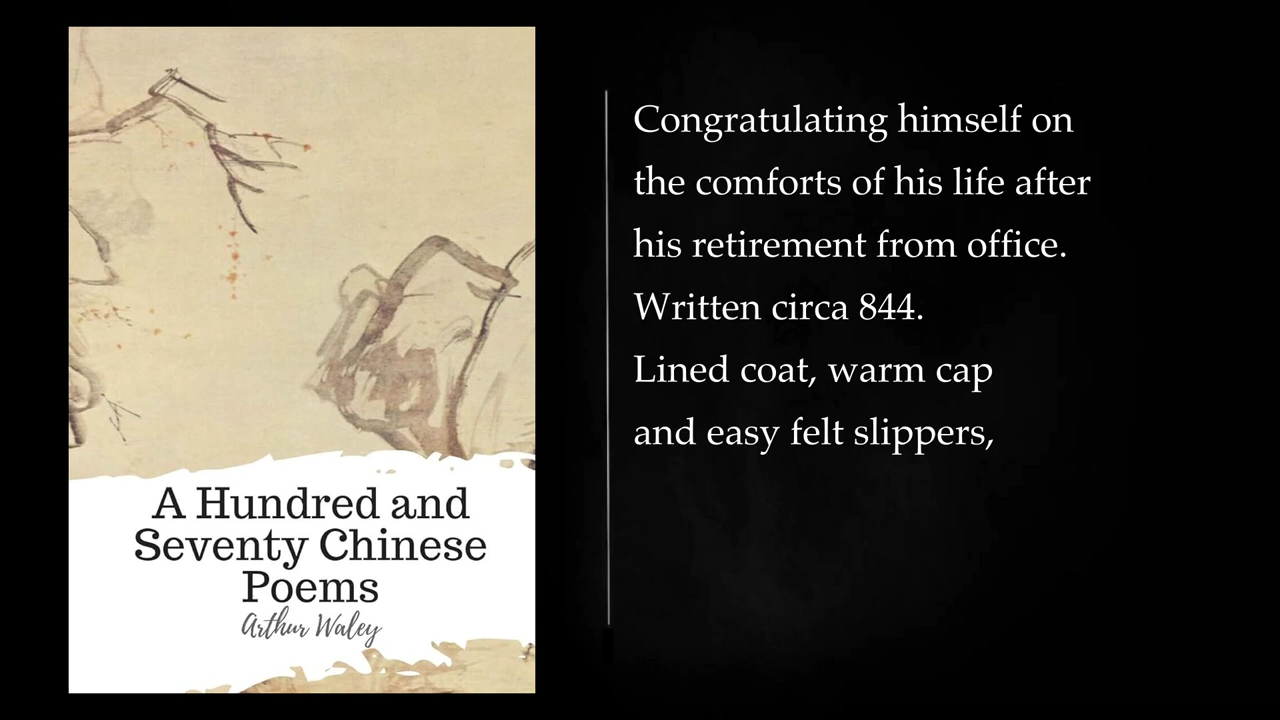 A Hundred and
Seventy Chinese
Poems
Arthur Waley
Congratulating himself on
the comforts of his life after
his retirement from office.
Written circa 844.
Lined coat, warm cap
and easy felt slippers,